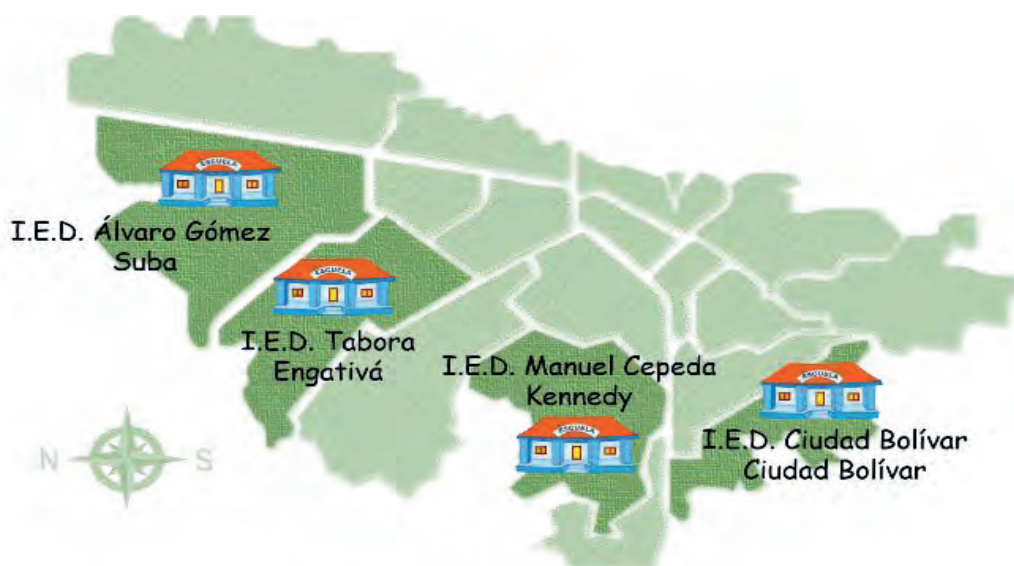 ESCUELA
I.E.D. Álvaro Gómez
Suba
ESCUELA
I.E.D. Tabora
Engativá
I.E.D. Manuel Cepeda
Kennedy
ESCUELA
ESCUELA
I.E.D. Ciudad Bolívar
Ciudad Bolívar
N
S